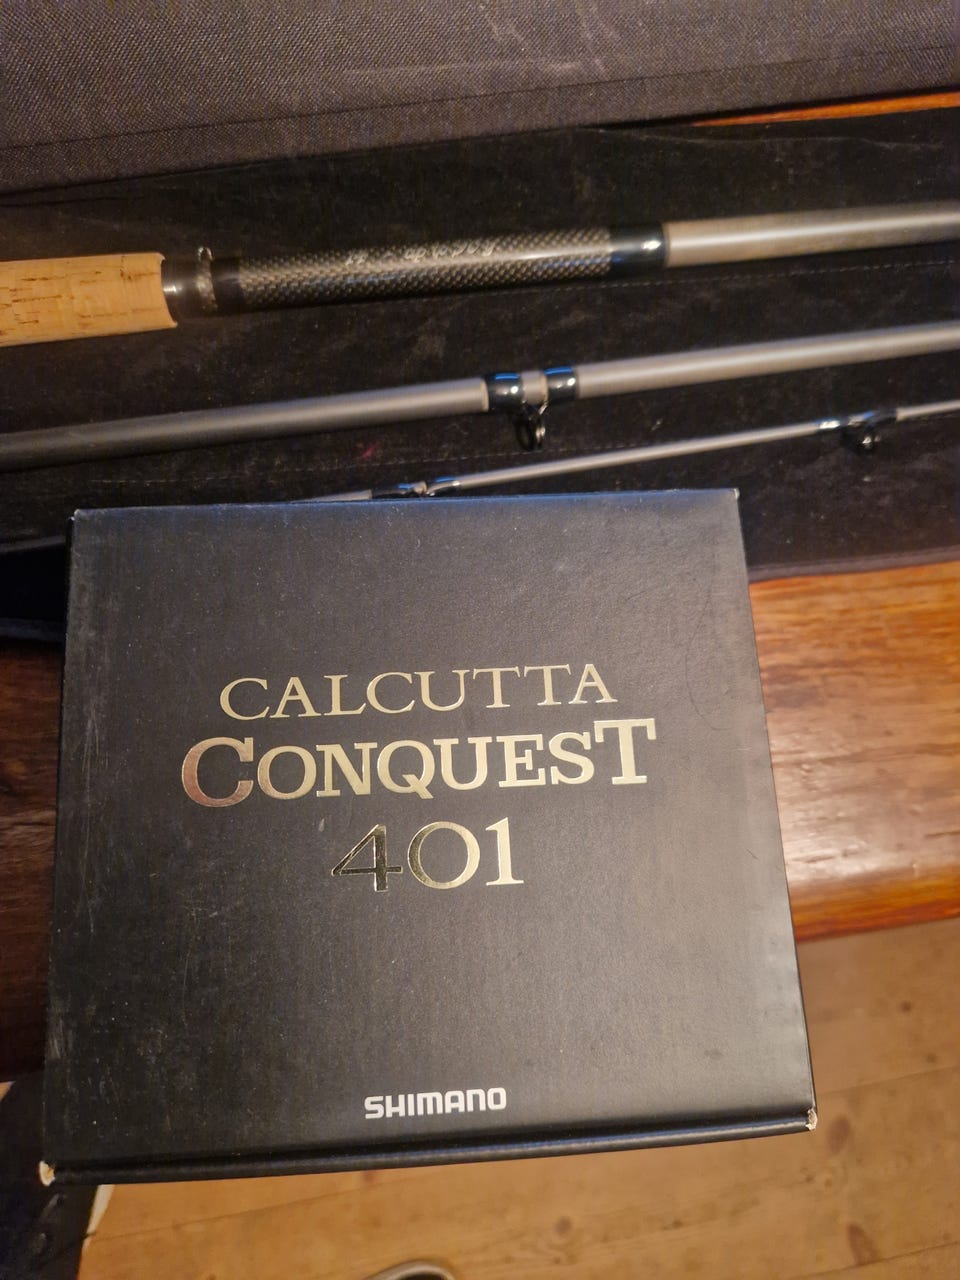 CALCUTTA
CONQUEST
401
SHIMANO